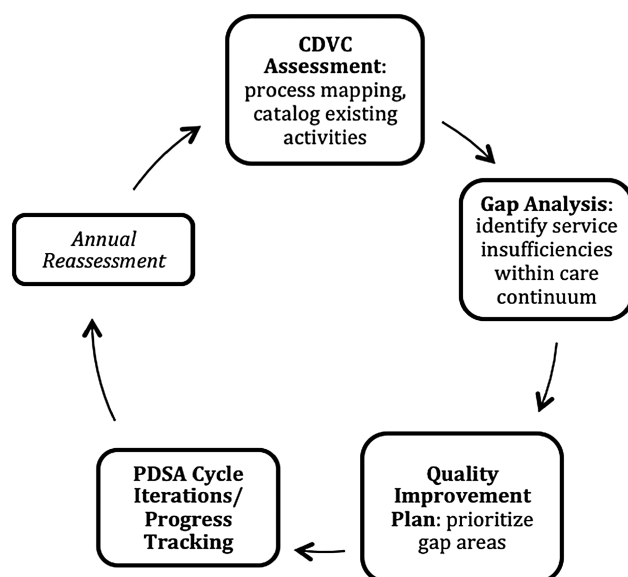 CDVC
Assessment:
process mapping,
catalog existing
activities
Gap Analysis:
identify service
insufficiencies
within care
continuum
Quality
Improvement
Plan: prioritize
gap areas
PDSA Cycle
Iterations/
Progress
Tracking
Annual
Reassessment